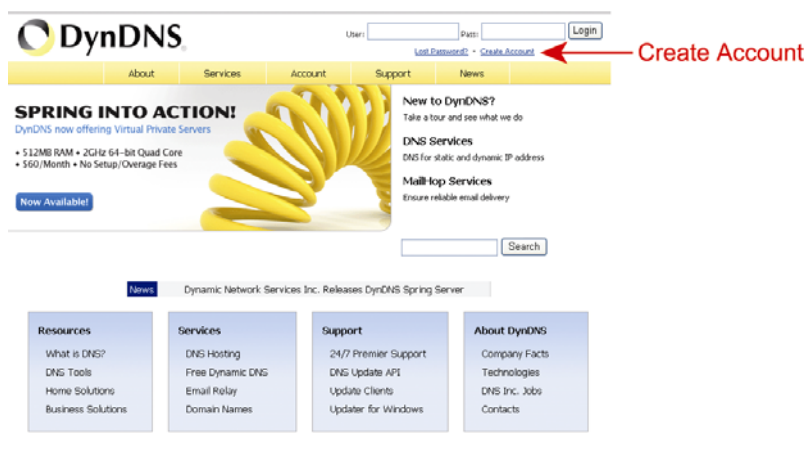 DynDNS
User:
Pass:
Login
Lost Password? • Create Account
Create Account
About Services Account Support News
SPRING INTO ACTION!
DynDNS now offering Virtual Private Servers
• 512MB RAM • 2GHz 64-bit Quad Core
• $60/Month • No Setup/Overage Fees
Now Available!
New to DynDNS?
Take a tour and see what we do
DNS Services
DNS for static and dynamic IP address
MailHop Services
Ensure reliable email delivery
Search
News Dynamic Network Services Inc. Releases DynDNS Spring Server
Resources
What is DNS?
DNS Tools
Home Solutions
Business Solutions
Services
DNS Hosting
Free Dynamic DNS
Email Relay
Domain Names
Support
24/7 Premier Support
DNS Update API
Update Clients
Updater for Windows
About DynDNS
Company Facts
Technologies
DNS Inc. Jobs
Contacts